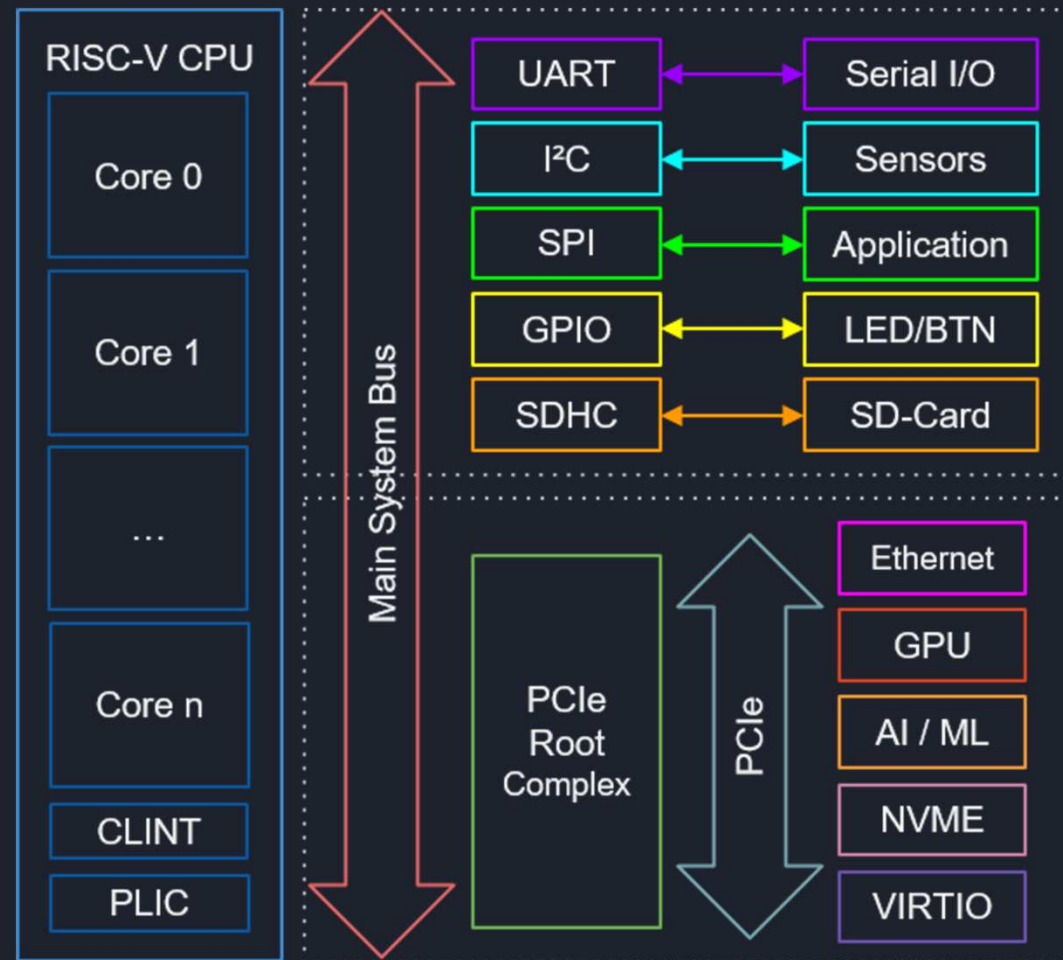 RISC-V CPU
Core 0
Core 1
...
Core n
CLINT
PLIC
Main System Bus
UART
Serial I/O
I²C
Sensors
SPI
Application
GPIO
LED/BTN
SDHC
SD-Card
PCIe
Root
Complex
PCIe
Ethernet
GPU
AI / ML
NVME
VIRTIO